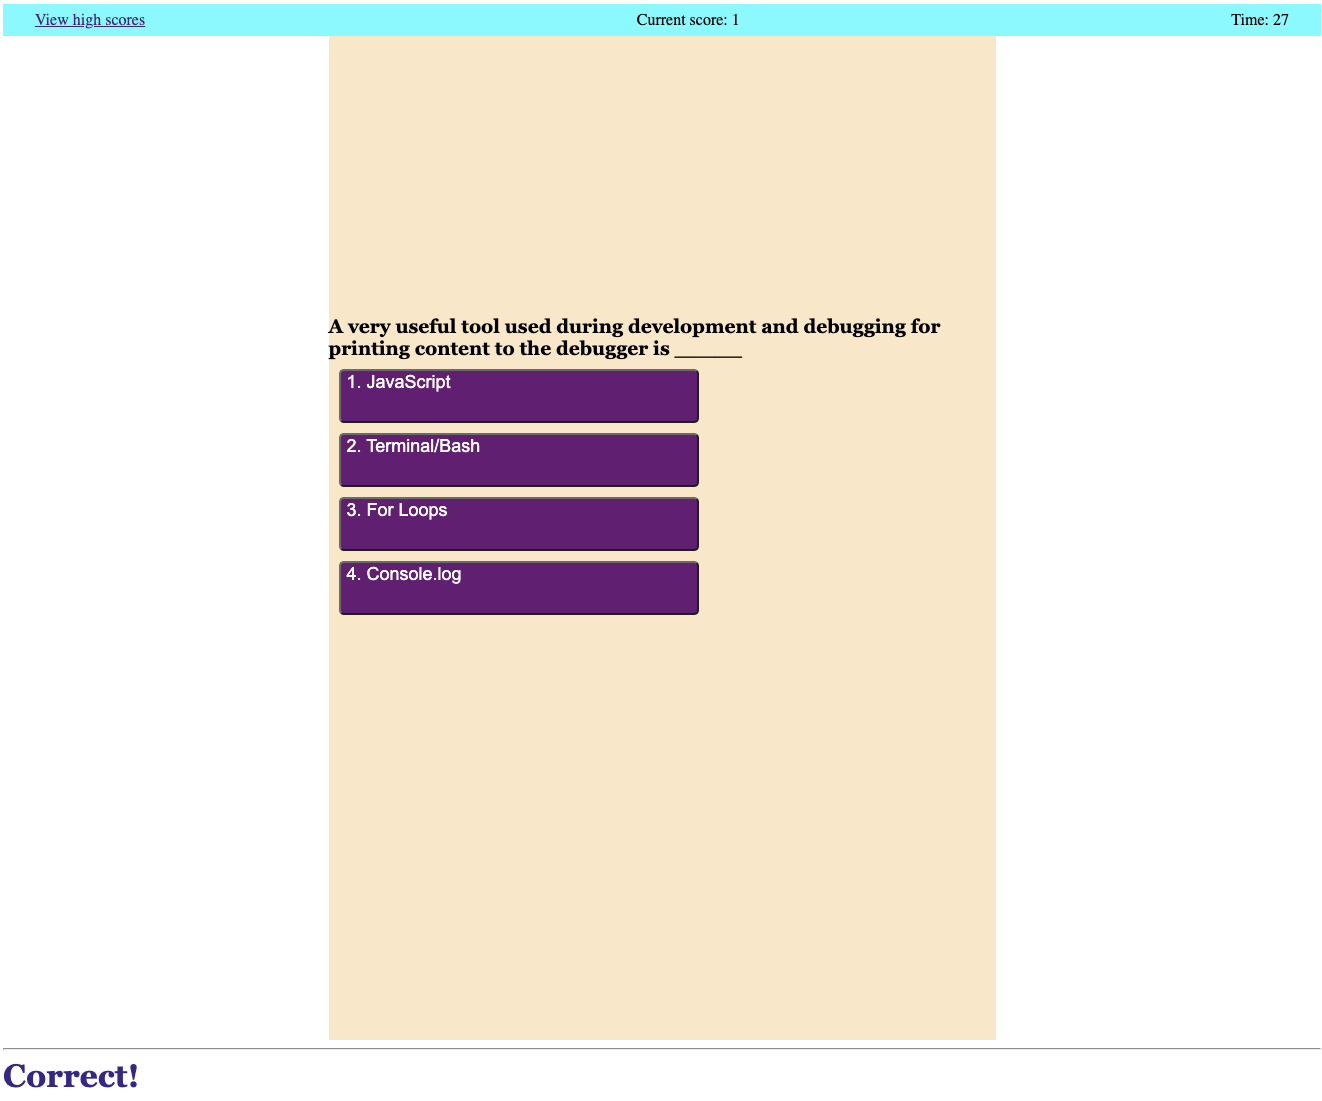 View high scores
Current score: 1
Time: 27
A very useful tool used during development and debugging for
printing content to the debugger is ______
1. JavaScript
2. Terminal/Bash
3. For Loops
4. Console.log
Correct!